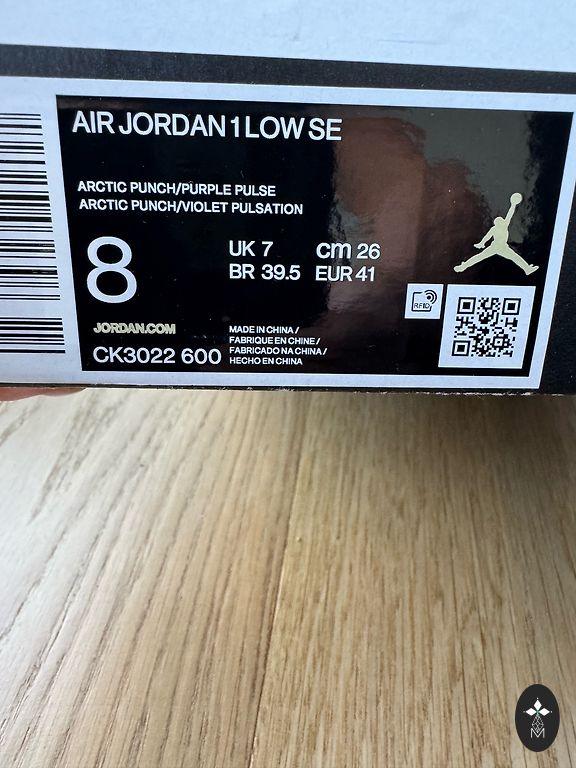 AIR JORDAN 1 LOW SE
ARCTIC PUNCH/PURPLE PULSE
ARCTIC PUNCH/VIOLET PULSATION
8
UK 7 cm 26
BR 39.5 EUR 41
RFID
JORDAN.COM
CK3022 600
MADE IN CHINA /
FABRIQUE EN CHINE /
FABRICADO NA CHINA /
HECHO EN CHINA
M